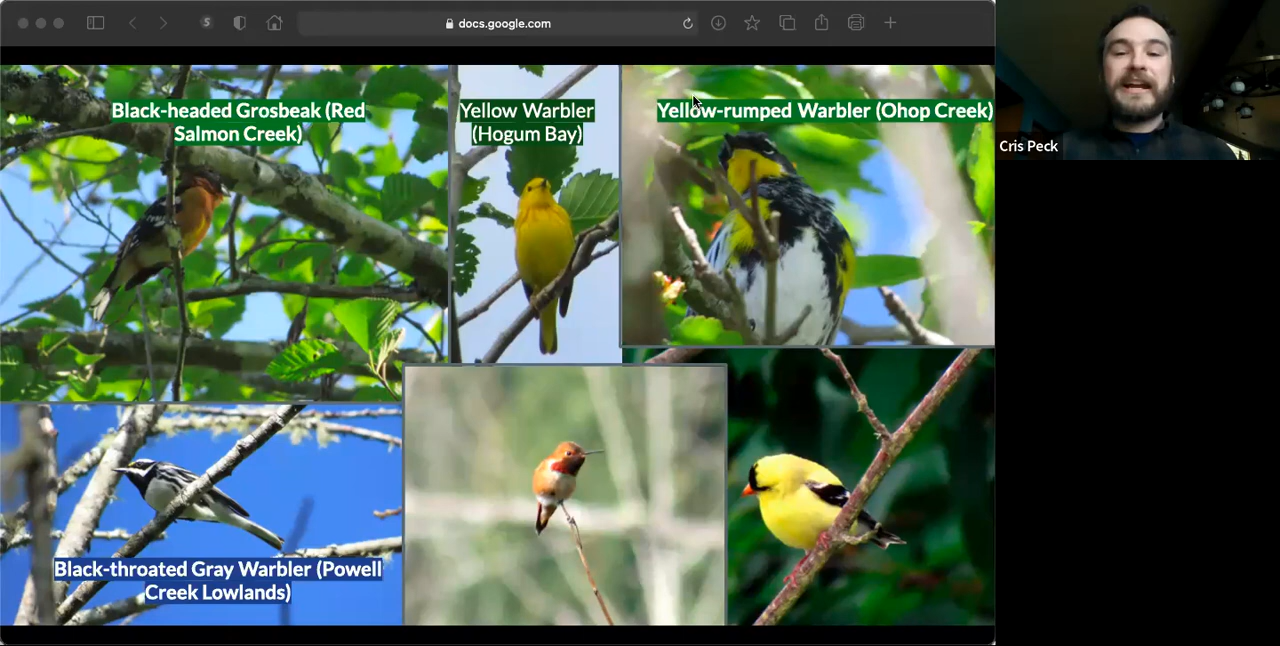 docs.google.com
Black-headed Grosbeak (Red
Salmon Creek)
Yellow Warbler
(Hogum Bay)
Yellow-rumped Warbler (Ohop Creek)
Cris Peck
Black-throated Gray Warbler (Powell
Creek Lowlands)